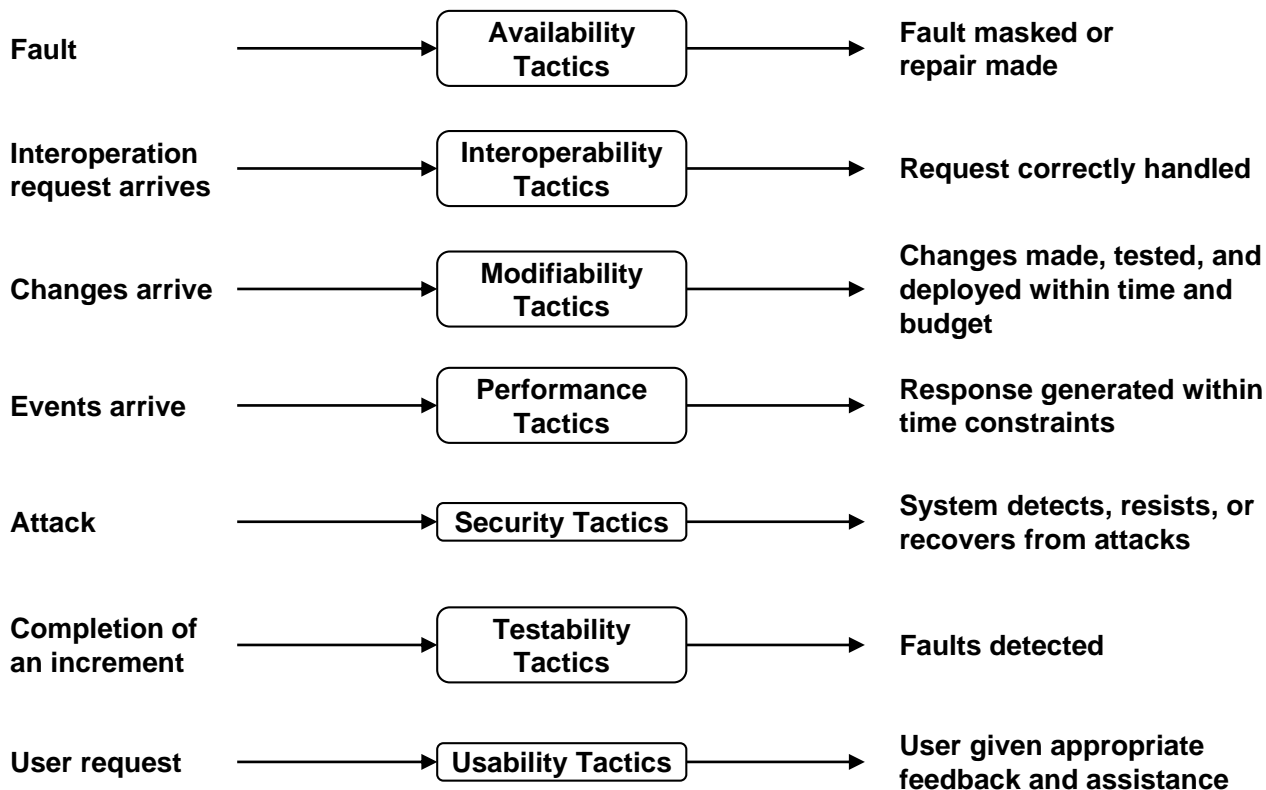 Fault
Availability
Tactics
Fault masked or
repair made
Interoperation
request arrives
Interoperability
Tactics
Request correctly handled
Changes arrive
Modifiability
Tactics
Changes made, tested, and
deployed within time and
budget
Events arrive
Performance
Tactics
Response generated within
time constraints
Attack
Security Tactics
System detects, resists, or
recovers from attacks
Completion of
an increment
Testability
Tactics
Faults detected
User request
Usability Tactics
User given appropriate
feedback and assistance